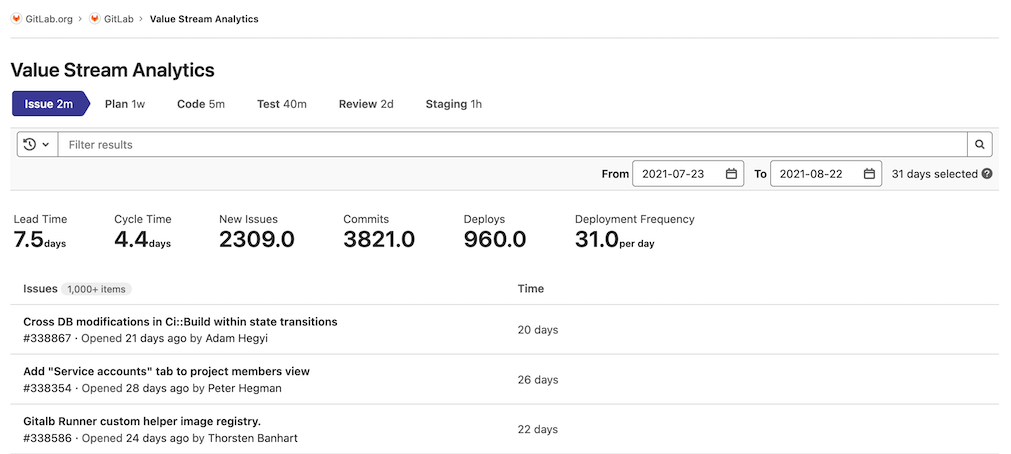 GitLab.org › GitLab › Value Stream Analytics
Value Stream Analytics
Issue 2m Plan 1w Code 5m Test 40m Review 2d Staging 1h
Filter results
From 2021-07-23 To 2021-08-22 31 days selected
Lead Time Cycle Time New Issues Commits Deploys Deployment Frequency
7.5days 4.4days 2309.0 3821.0 960.0 31.0per day
Issues 1,000+ items Time
Cross DB modifications in Ci::Build within state transitions
#338867 · Opened 21 days ago by Adam Hegyi
20 days
Add "Service accounts" tab to project members view
#338354 · Opened 28 days ago by Peter Hegman
26 days
Gitalb Runner custom helper image registry.
#338586 · Opened 24 days ago by Thorsten Banhart
22 days